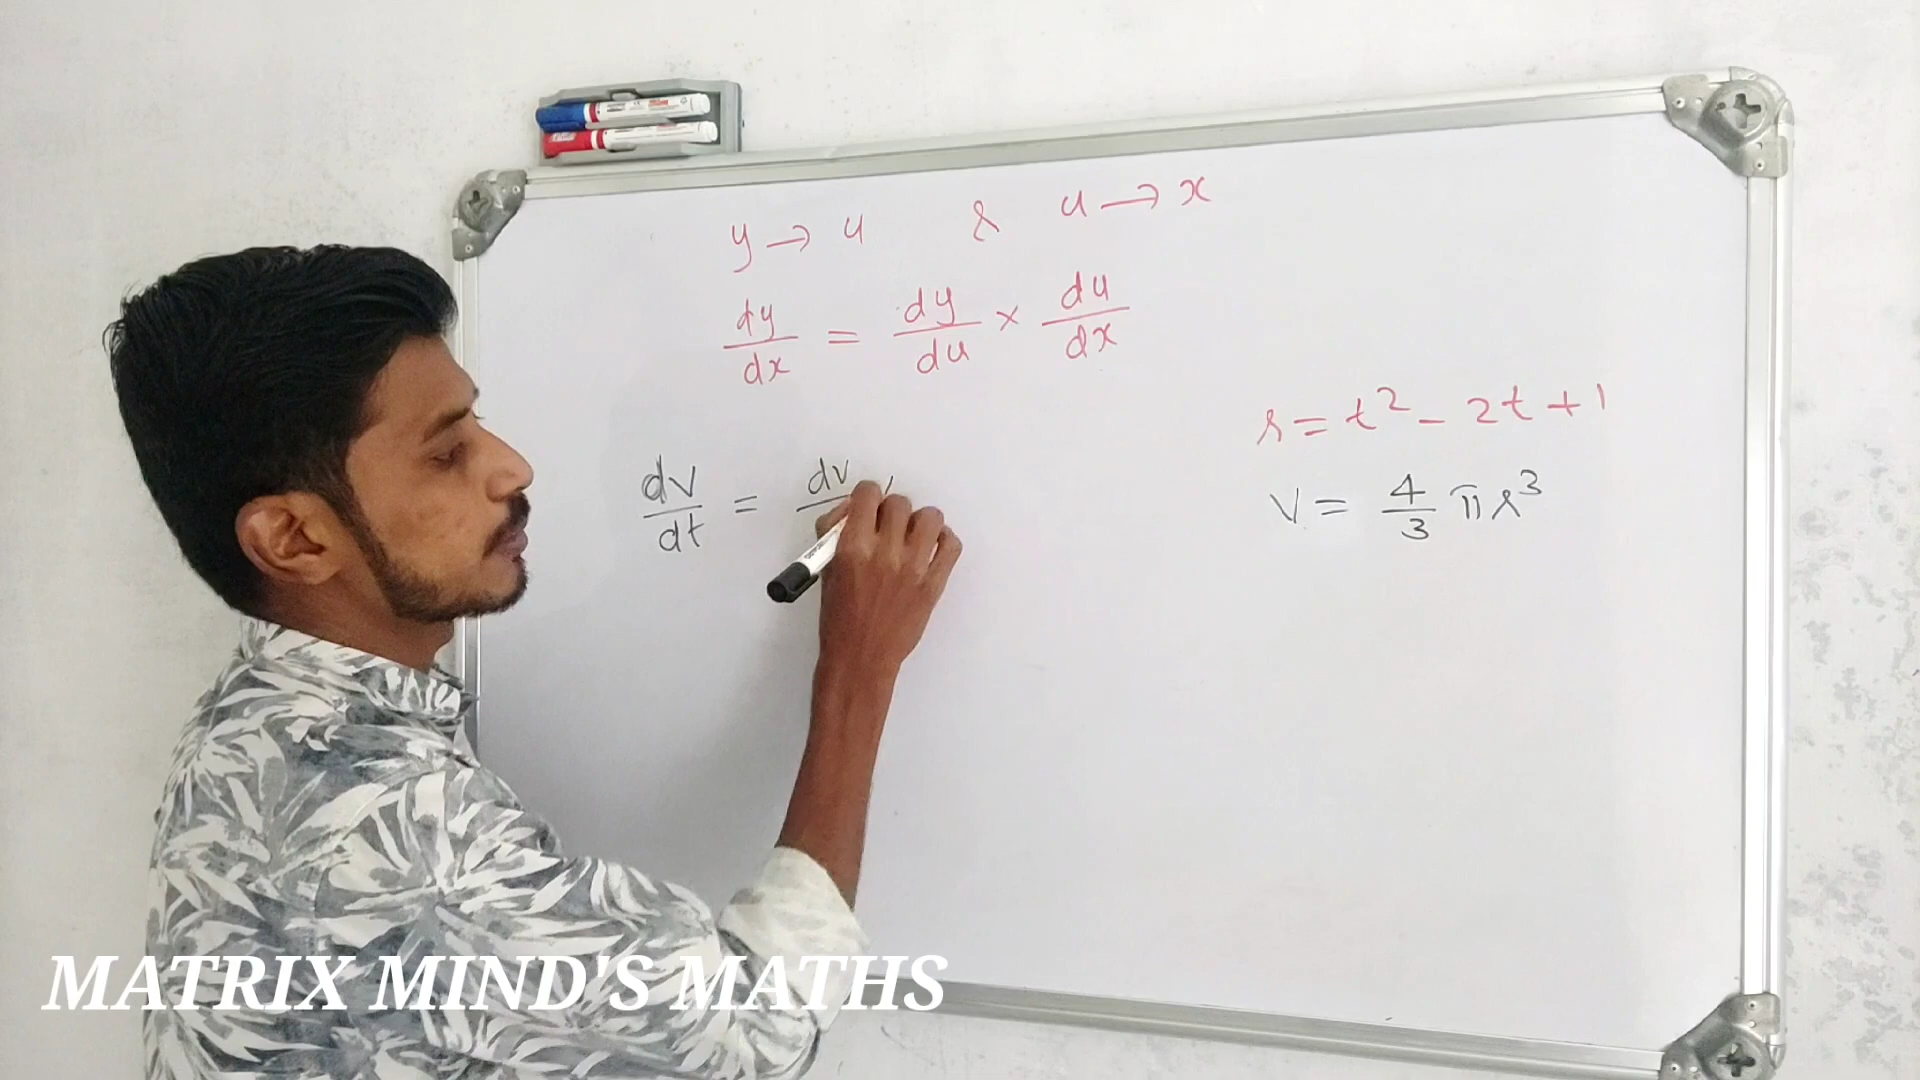 y → u & u → x
dy/dx = dy/du × du/dx
r = t² - 2t + 1
dv/dt = dv
V = 4/3 πr³
MATRIX MIND'S MATHS